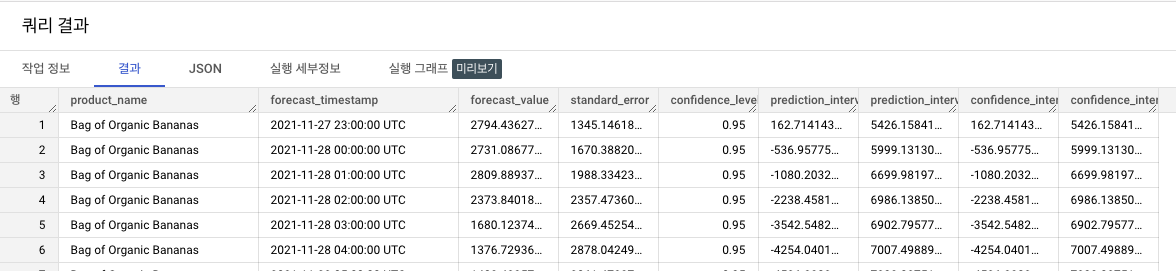 쿼리 결과
작업 정보 결과 JSON 실행 세부정보 실행 그래프 미리보기
행 product_name forecast_timestamp forecast_value standard_error confidence_leve prediction_interv prediction_interv confidence_inter confidence_inter
1 Bag of Organic Bananas 2021-11-27 23:00:00 UTC 2794.43627... 1345.14618... 0.95 162.714143... 5426.15841... 162.714143... 5426.15841...
2 Bag of Organic Bananas 2021-11-28 00:00:00 UTC 2731.08677... 1670.38820... 0.95 -536.95775... 5999.13130... -536.95775... 5999.13130...
3 Bag of Organic Bananas 2021-11-28 01:00:00 UTC 2809.88937... 1988.33423... 0.95 -1080.2032... 6699.98197... -1080.2032... 6699.98197...
4 Bag of Organic Bananas 2021-11-28 02:00:00 UTC 2373.84018... 2357.47360... 0.95 -2238.4581... 6986.13850... -2238.4581... 6986.13850...
5 Bag of Organic Bananas 2021-11-28 03:00:00 UTC 1680.12374... 2669.45254... 0.95 -3542.5482... 6902.79577... -3542.5482... 6902.79577...
6 Bag of Organic Bananas 2021-11-28 04:00:00 UTC 1376.72936... 2878.04249... 0.95 -4254.0401... 7007.49889... -4254.0401... 7007.49889...